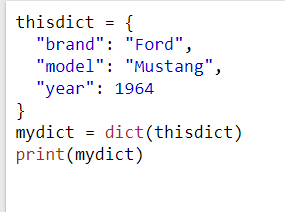 thisdict = {
  "brand": "Ford",
  "model": "Mustang",
  "year": 1964
}
mydict = dict(thisdict)
print(mydict)